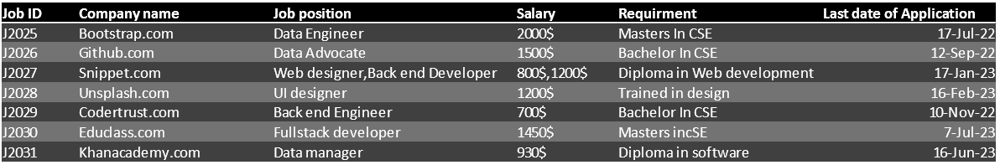 Job ID Company name Job position Salary Requirment Last date of Application
J2025 Bootstrap.com Data Engineer 2000$ Masters In CSE 17-Jul-22
J2026 Github.com Data Advocate 1500$ Bachelor In CSE 12-Sep-22
J2027 Snippet.com Web designer,Back end Developer 800$,1200$ Diploma in Web development 17-Jan-23
J2028 Unsplash.com UI designer 1200$ Trained in design 16-Feb-23
J2029 Codertrust.com Back end Engineer 700$ Bachelor In CSE 10-Nov-22
J2030 Educlass.com Fullstack developer 1450$ Masters incSE 7-Jul-23
J2031 Khanacademy.com Data manager 930$ Diploma in software 16-Jun-23